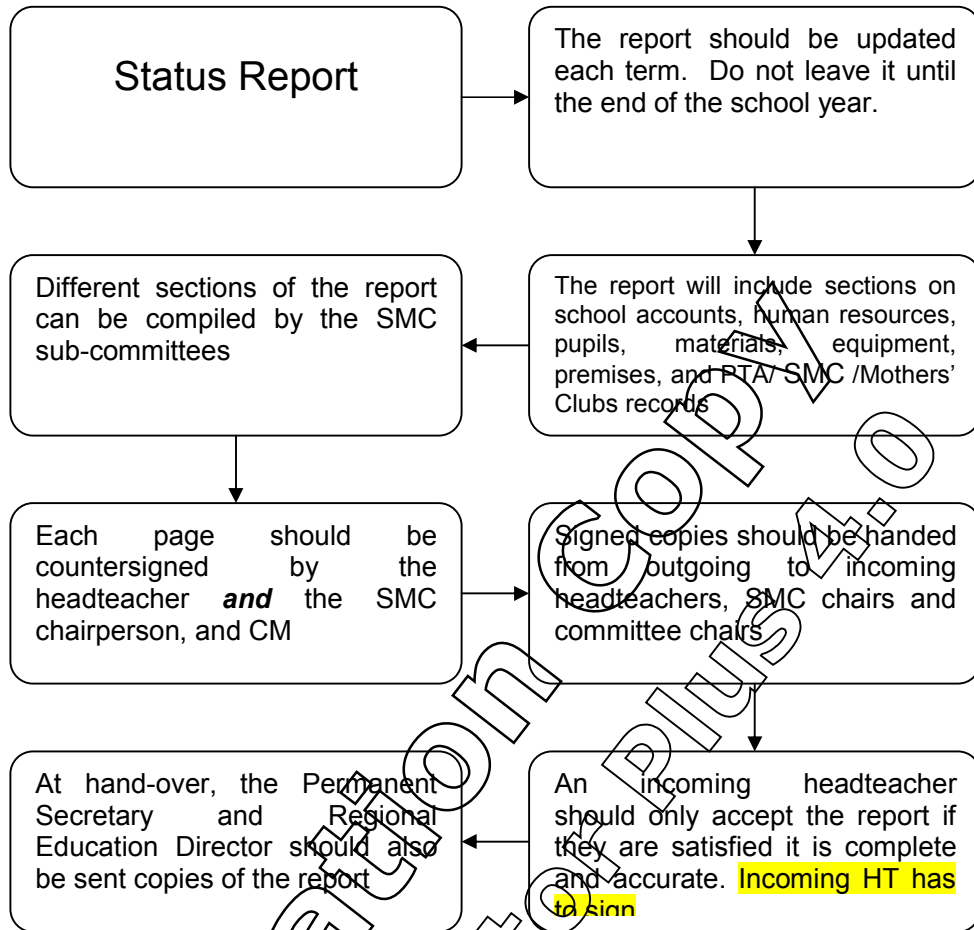 Status Report
The report should be updated
each term. Do not leave it until
the end of the school year.
Different sections of the report
can be compiled by the SMC
sub-committees
The report will include sections on
school accounts, human resources,
pupils, materials, equipment,
premises, and PTA/ SMC /Mothers'
Clubs records
Each page should be
countersigned by the
headteacher and the SMC
chairperson, and CM
Signed copies should be handed
from outgoing to incoming
headteachers, SMC chairs and
committee chairs
At hand-over, the Permanent
Secretary and Regional
Education Director should also
be sent copies of the report
An incoming headteacher
should only accept the report if
they are satisfied it is complete
and accurate. Incoming HT has
to sign
ation Copy
tor Plus 4.0